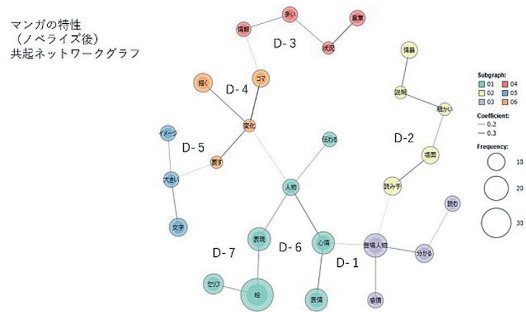 マンガの特性
（ノベライズ後）
共起ネットワークグラフ
多い
言葉
情報
状況
D-3
情景
D-4
コマ
描く
説明
細かい
変化
イメージ
D-5
伝わる
D-2
表す
場面
大きい
人物
読み手
読む
文字
表現
D-6
心情
登場人物
分かる
D-7
D-1
セリフ
絵
表情
感情
Subgraph:
01 04
02 05
03 06
Coefficient:
0.2
0.3
Frequency:
10
20
30